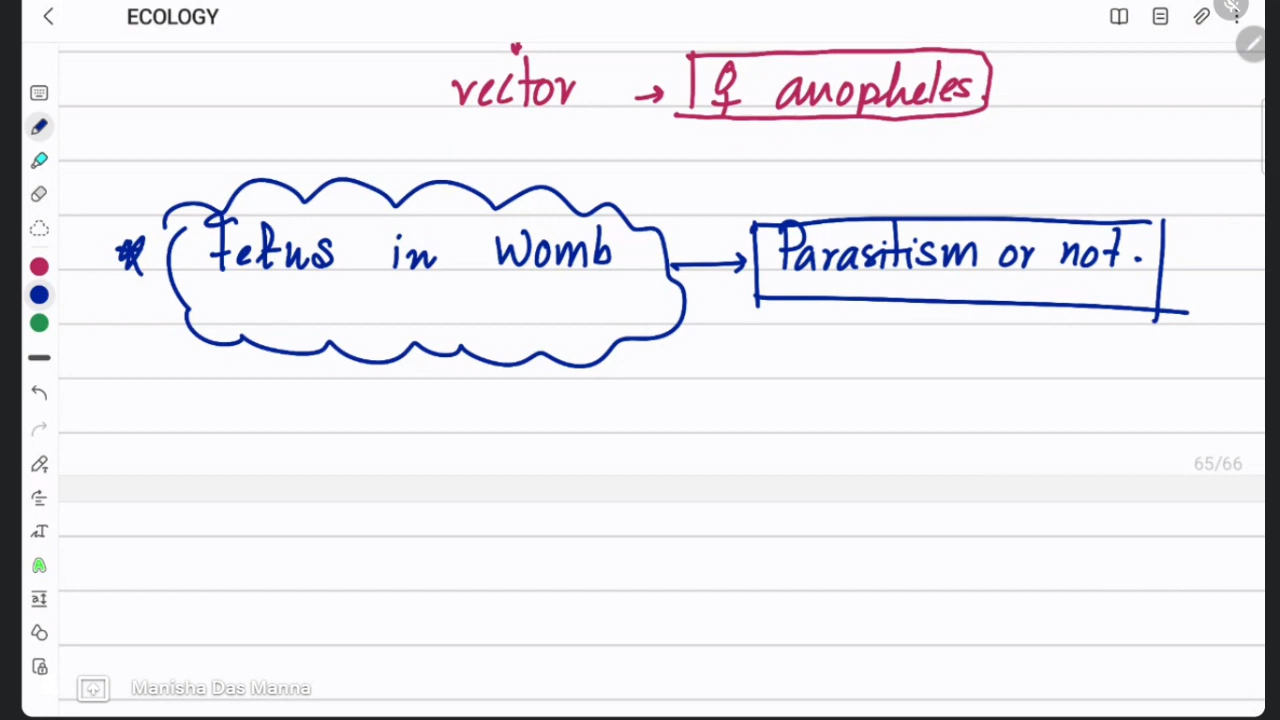 ECOLOGY
vector → ♀ anopheles.
* Fetus in Womb → Parasitism or not.
65/66
Manisha Das Manna